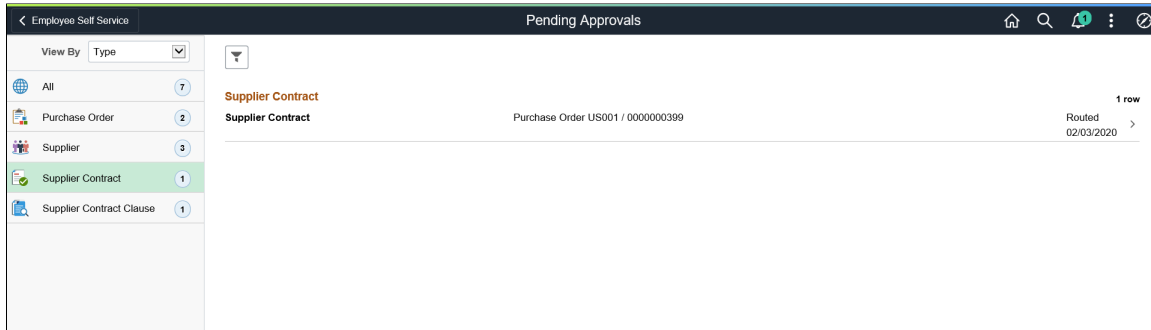 Employee Self Service
Pending Approvals
1
View By Type
All 7
Purchase Order 2
Supplier 3
Supplier Contract 1
Supplier Contract Clause 1
Supplier Contract
1 row
Supplier Contract Purchase Order US001 / 0000000399 Routed
02/03/2020